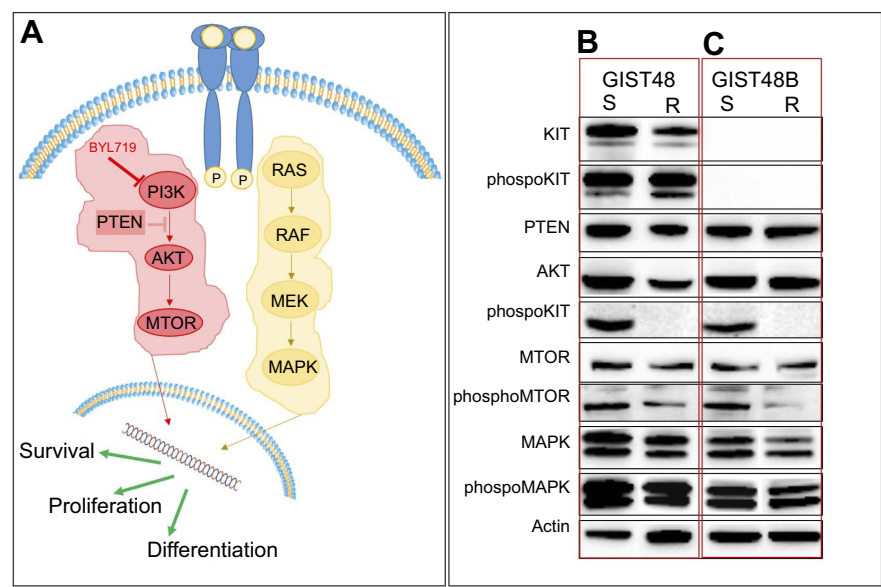 A
BYL719
PI3K
PTEN
AKT
MTOR
P
P
RAS
RAF
MEK
MAPK
Survival
Proliferation
Differentiation
B
C
GIST48
GIST48B
S
R
S
R
KIT
phospoKIT
PTEN
AKT
phospoKIT
MTOR
phosphoMTOR
MAPK
phospoMAPK
Actin